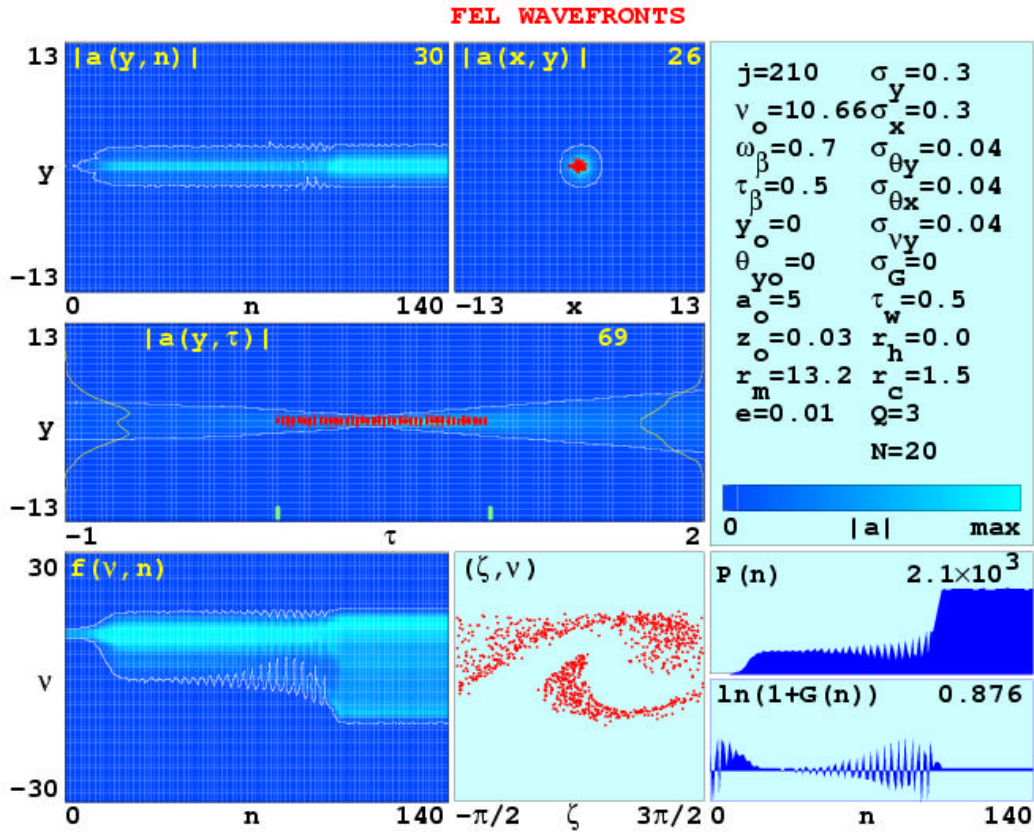 FEL WAVEFRONTS
13 |a(y,n)| 30
y
-13
0 n 140
|a(x,y)| 26
-13 x 13
j=210 σy=0.3
νo=10.66 σx=0.3
ωβ=0.7 σθy=0.04
τβ=0.5 σθx=0.04
yo=0 σνy=0.04
θyo=0 σG=0
ao=5 τw=0.5
zo=0.03 rh=0.0
rm=13.2 rc=1.5
e=0.01 Q=3
N=20
0 |a| max
13 |a(y,τ)| 69
y
-13
-1 τ 2
30 f(ν,n)
ν
-30
0 n 140
(ζ,ν)
-π/2 ζ 3π/2
P(n) 2.1×10³
ln(1+G(n)) 0.876
0 n 140